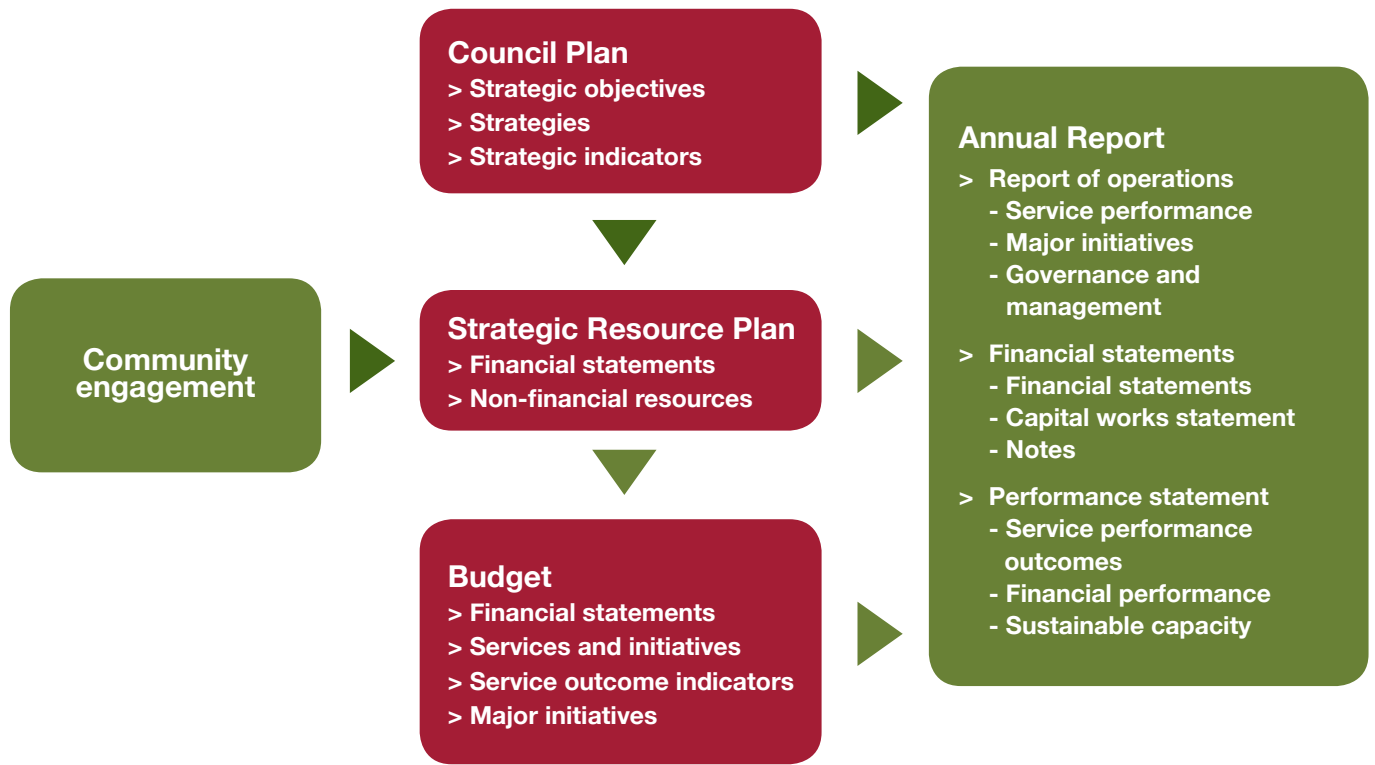 Council Plan
> Strategic objectives
> Strategies
> Strategic indicators
Community
engagement
Strategic Resource Plan
> Financial statements
> Non-financial resources
Budget
> Financial statements
> Services and initiatives
> Service outcome indicators
> Major initiatives
Annual Report
> Report of operations
- Service performance
- Major initiatives
- Governance and
management
> Financial statements
- Financial statements
- Capital works statement
- Notes
> Performance statement
- Service performance
outcomes
- Financial performance
- Sustainable capacity